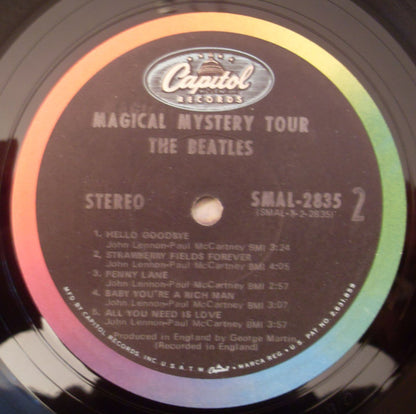 Capitol
RECORDS
MAGICAL MYSTERY TOUR
THE BEATLES
STEREO
SMAL-2835
(SMAL-X-2-2835)
2
1. HELLO GOODBYE
John Lennon-Paul McCartney BMI 3:24
2. STRAWBERRY FIELDS FOREVER
John Lennon-Paul McCartney BMI 4:05
3. PENNY LANE
John Lennon-Paul McCartney BMI 2:57
4. BABY YOU'RE A RICH MAN
John Lennon-Paul McCartney BMI 3:07
5. ALL YOU NEED IS LOVE
John Lennon-Paul McCartney BMI 3:57
Produced in England by George Martin
(Recorded in England)
MFD. BY CAPITOL RECORDS, INC. U.S.A. T.M. Capitol MARCA REG. • U.S. PAT. NO. 2,631,859